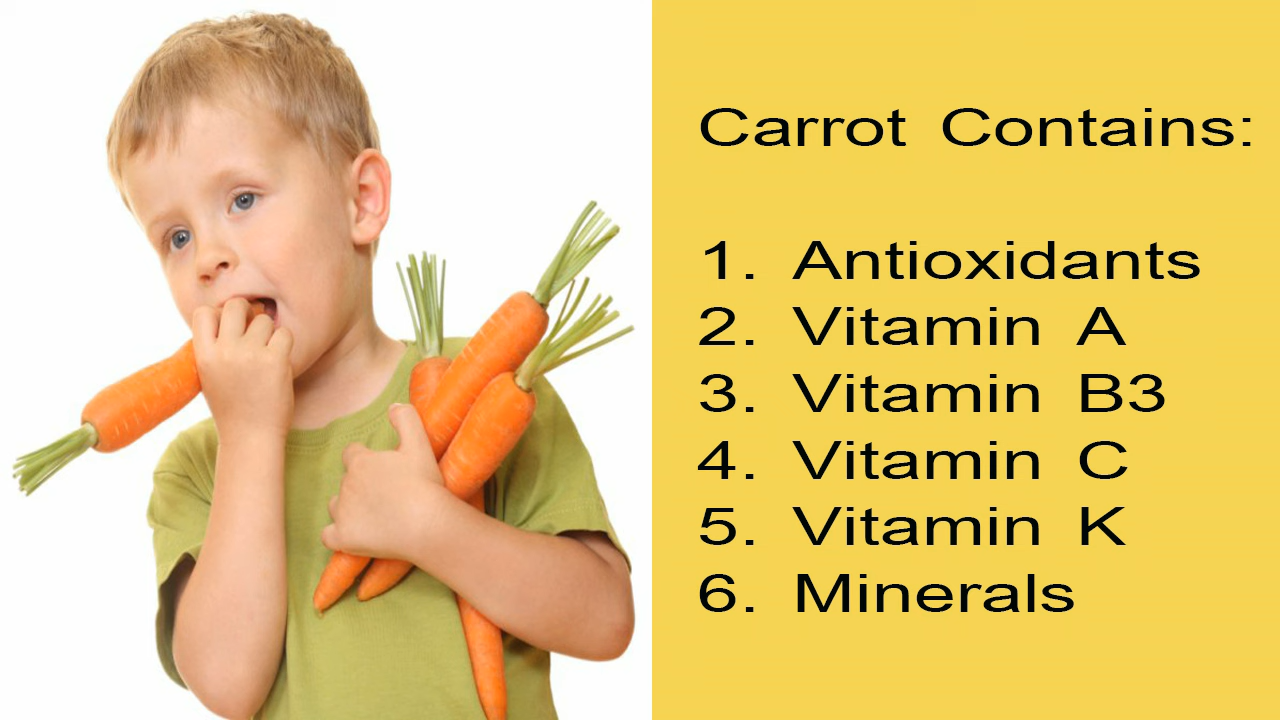 Carrot Contains:
1. Antioxidants
2. Vitamin A
3. Vitamin B3
4. Vitamin C
5. Vitamin K
6. Minerals